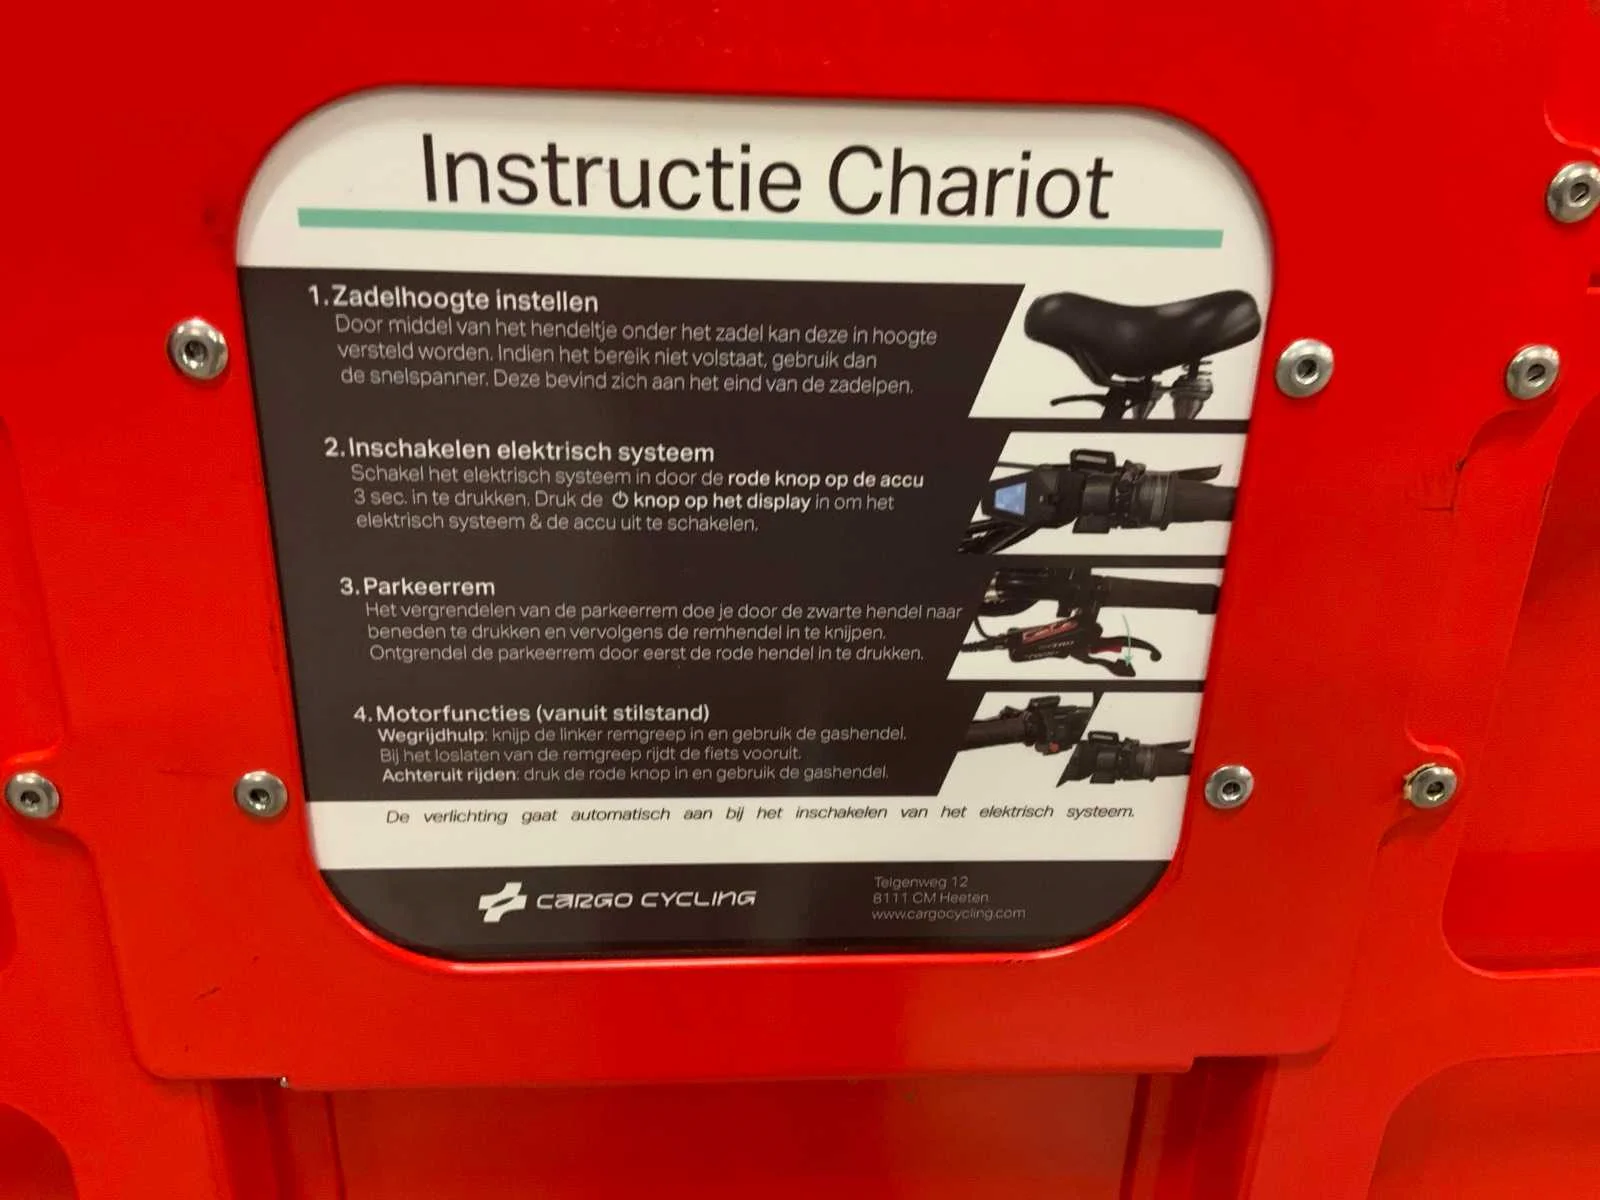 Instructie Chariot
1. Zadelhoogte instellen
Door middel van het hendeltje onder het zadel kan deze in hoogte
versteld worden. Indien het bereik niet volstaat, gebruik dan
de snelspanner. Deze bevind zich aan het eind van de zadelpen.
2. Inschakelen elektrisch systeem
Schakel het elektrisch systeem in door de rode knop op de accu
3 sec. in te drukken. Druk de ⏻ knop op het display in om het
elektrisch systeem & de accu uit te schakelen.
3. Parkeerrem
Het vergrendelen van de parkeerrem doe je door de zwarte hendel naar
beneden te drukken en vervolgens de remhendel in te knijpen.
Ontgrendel de parkeerrem door eerst de rode hendel in te drukken.
4. Motorfuncties (vanuit stilstand)
Wegrijdhulp: knijp de linker remgreep in en gebruik de gashendel.
Bij het loslaten van de remgreep rijdt de fiets vooruit.
Achteruit rijden: druk de rode knop in en gebruik de gashendel.
De verlichting gaat automatisch aan bij het inschakelen van het elektrisch systeem.
CARGO CYCLING
Telgenweg 12
8111 CM Heeten
www.cargocycling.com